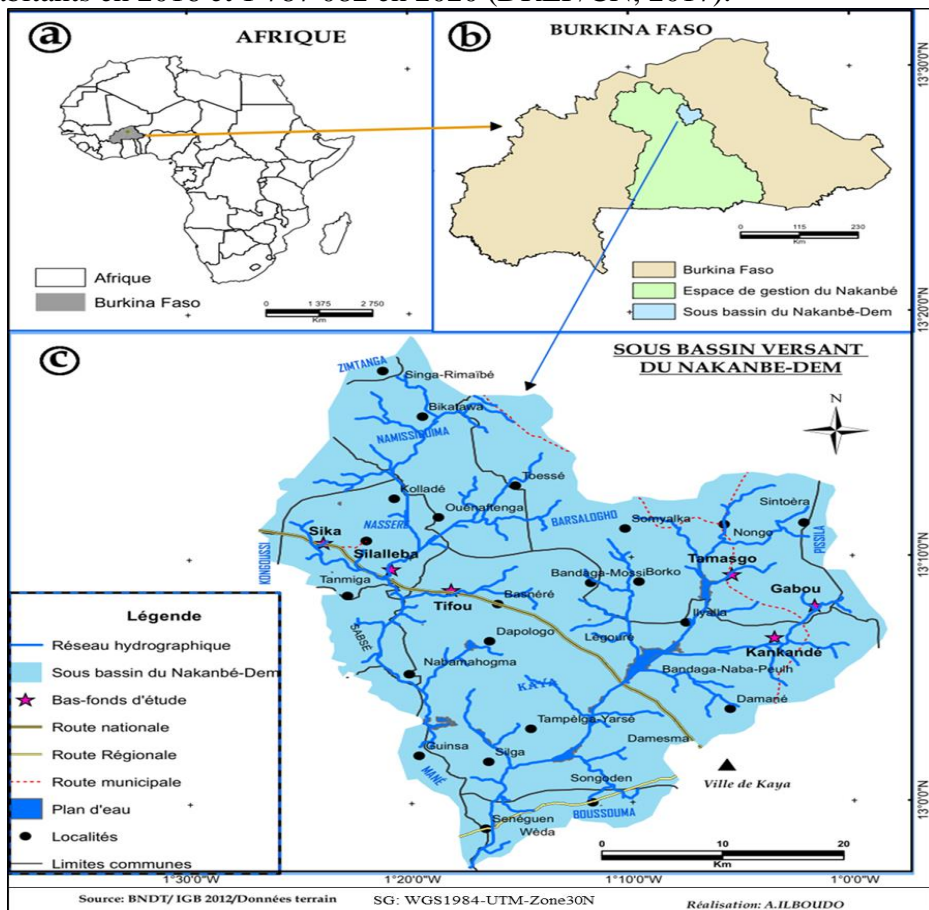 a
AFRIQUE
Afrique
Burkina Faso
0 1 375 2 750
Km
b
BURKINA FASO
0 115 230
Km
Burkina Faso
Espace de gestion du Nakanbé
Sous bassin du Nakanbé-Dem
13°30'0"N
13°20'0"N
13°10'0"N
13°0'0"N
c
SOUS BASSIN VERSANT
DU NAKANBE-DEM
N
ZIMTANGA
Singa-Rimaïbé
Bikatawa
NAMISSIGUIMA
Toessé
Kolladé
Ouenaftenga
NASSERE
BARSALOGHO
Somyalka
Nongo
Sintoèra
PISSILA
Sika
KONGOUSSI
Silalleba
Tanmiga
Tifou
Basnéré
Bandaga-Mossi
Borko
Tamasgo
Gabou
Ilyalla
Légouré
Kankandé
Dapologo
SABSÉ
Nabamahogma
Bandaga-Naba-Peulh
KAYA
Damané
Tampèlga-Yarsé
Damesma
Guinsa
Silga
MANÉ
Ville de Kaya
Songoden
BOUSSOUMA
Sénéguen
Wèda
0 10 20
Km
Légende
Réseau hydrographique
Sous bassin du Nakanbé-Dem
Bas-fonds d'étude
Route nationale
Route Régionale
Route municipale
Plan d'eau
Localités
Limites communes
1°30'0"W 1°20'0"W 1°10'0"W 1°0'0"W
Source: BNDT/ IGB 2012/Données terrain SG: WGS1984-UTM-Zone30N Réalisation: A.ILBOUDO